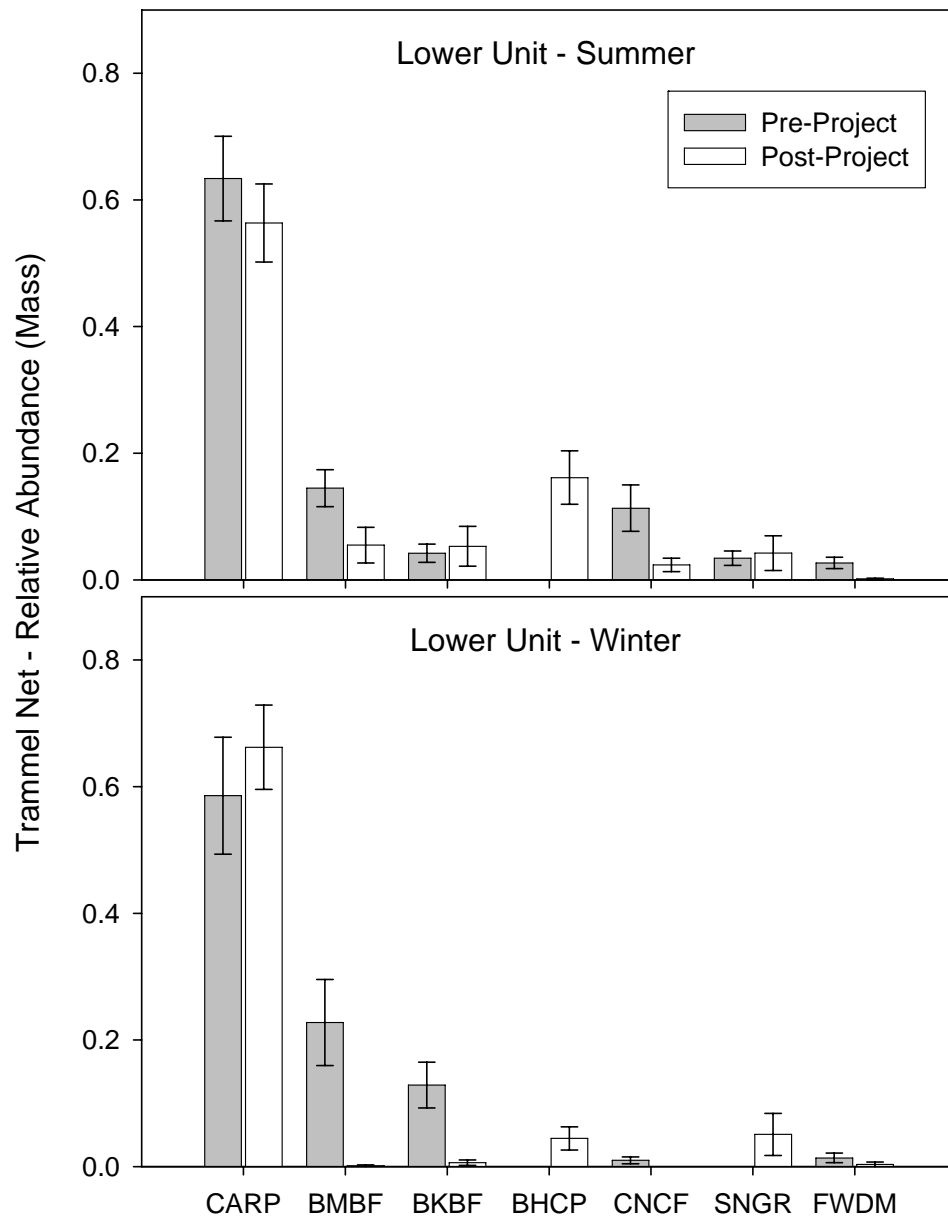 Trammel Net - Relative Abundance (Mass)
Lower Unit - Summer
Pre-Project
Post-Project
0.8
0.6
0.4
0.2
0.0
Lower Unit - Winter
0.8
0.6
0.4
0.2
0.0
CARP BMBF BKBF BHCP CNCF SNGR FWDM